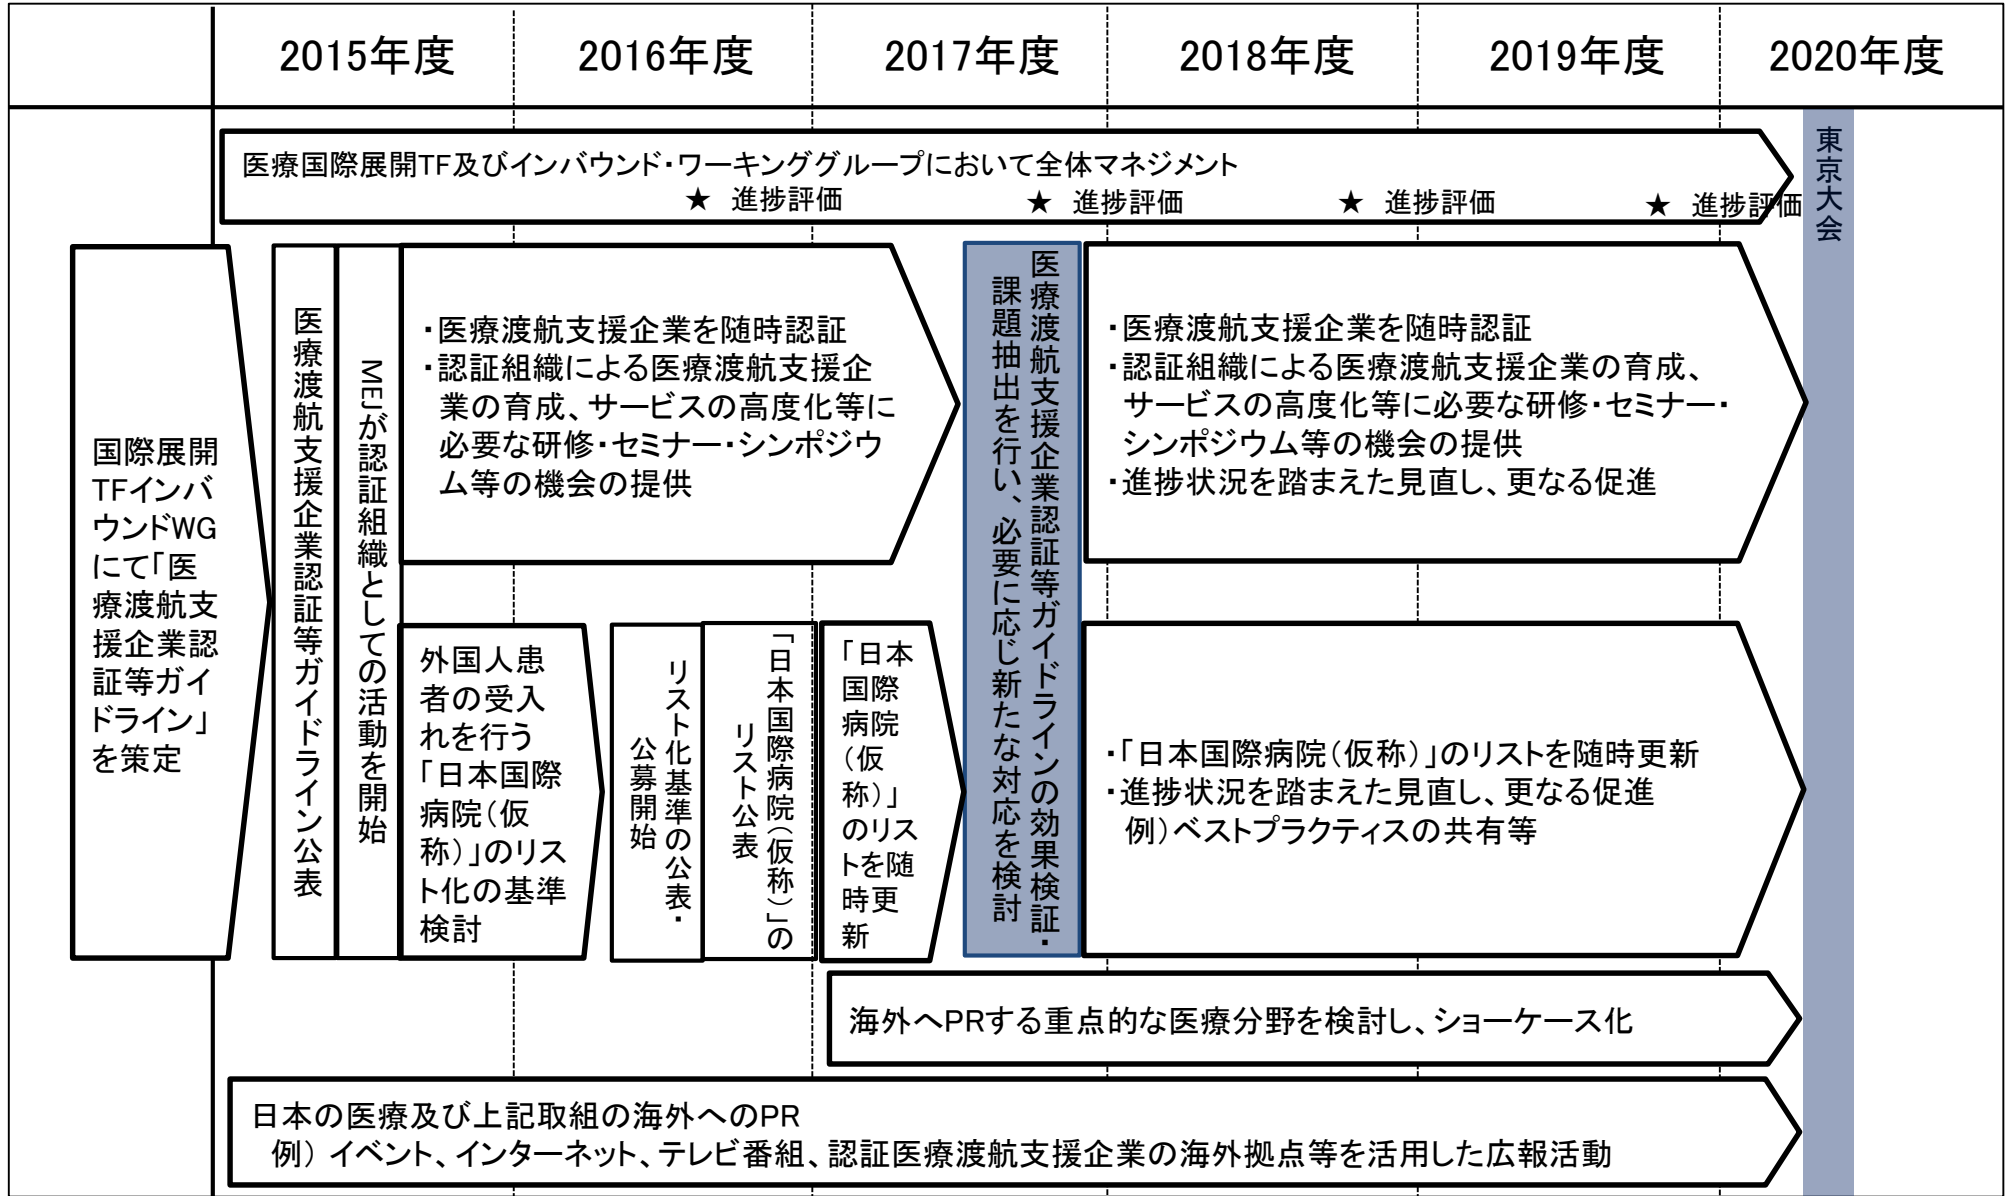 2015年度
2016年度
2017年度
2018年度
2019年度
2020年度
医療国際展開TF及びインバウンド・ワーキンググループにおいて全体マネジメント
★ 進捗評価
★ 進捗評価
★ 進捗評価
★ 進捗評価
東京大会
国際展開
TFインバ
ウンドWG
にて「医
療渡航支
援企業認
証等ガイ
ドライン」
を策定
医療渡航支援企業認証等ガイドライン公表
MEJが認証組織としての活動を開始
・医療渡航支援企業を随時認証
・認証組織による医療渡航支援企
業の育成、サービスの高度化等に
必要な研修・セミナー・シンポジウ
ム等の機会の提供
外国人患
者の受入
れを行う
「日本国際
病院(仮
称)」のリス
ト化の基準
検討
リスト化基準の公表・
公募開始
「日本国際病院(仮称)」の
リスト公表
「日本
国際
病院
(仮
称)」
のリス
トを随
時更
新
医療渡航支援企業認証等ガイドラインの効果検証・
課題抽出を行い、必要に応じ新たな対応を検討
・医療渡航支援企業を随時認証
・認証組織による医療渡航支援企業の育成、
サービスの高度化等に必要な研修・セミナー・
シンポジウム等の機会の提供
・進捗状況を踏まえた見直し、更なる促進
・「日本国際病院(仮称)」のリストを随時更新
・進捗状況を踏まえた見直し、更なる促進
例)ベストプラクティスの共有等
海外へPRする重点的な医療分野を検討し、ショーケース化
日本の医療及び上記取組の海外へのPR
例) イベント、インターネット、テレビ番組、認証医療渡航支援企業の海外拠点等を活用した広報活動